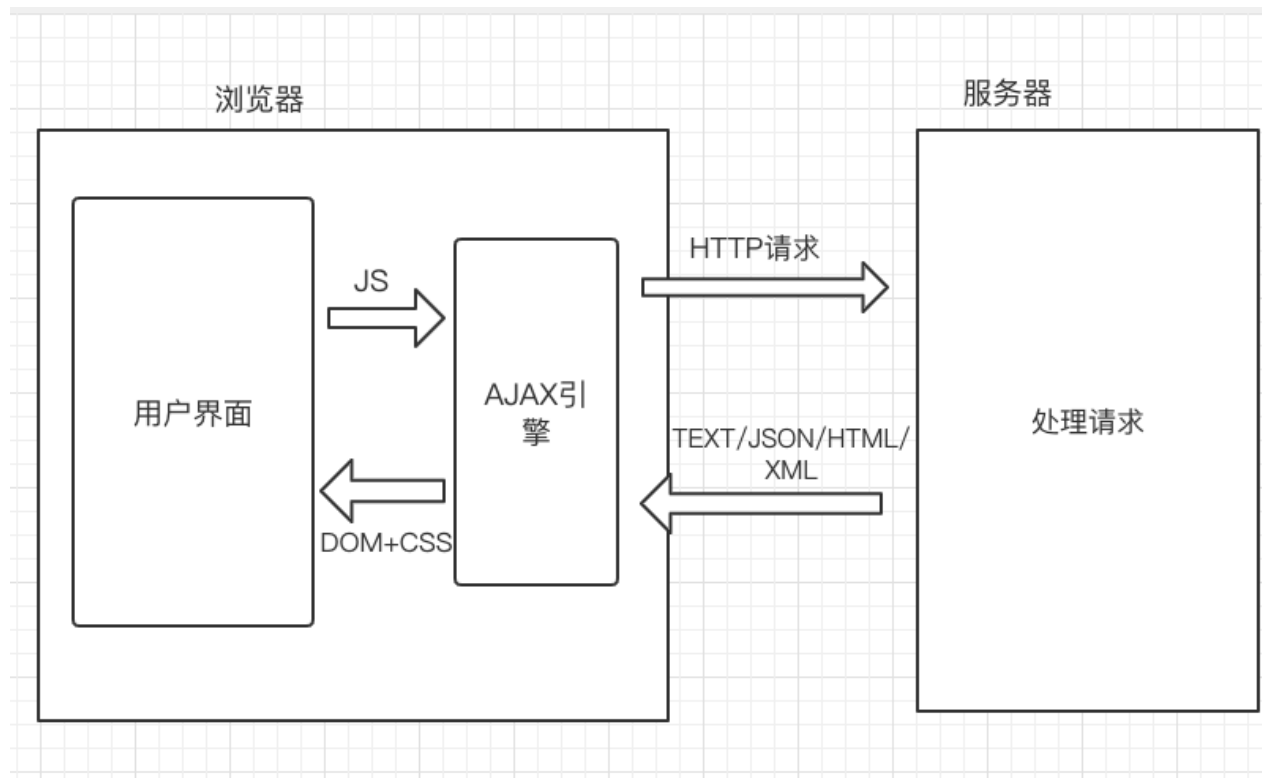 浏览器
服务器
HTTP请求
JS
用户界面
AJAX引
擎
处理请求
TEXT/JSON/HTML/
XML
DOM+CSS